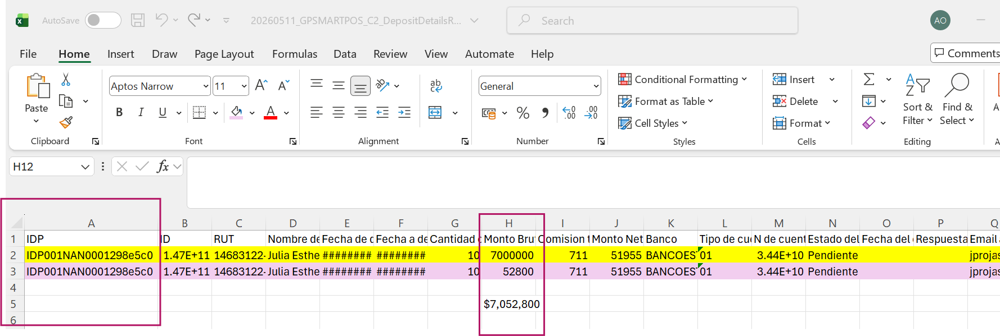 AutoSave 20260511_GPSMARTPOS_C2_DepositDetailsR... Search AO
File Home Insert Draw Page Layout Formulas Data Review View Automate Help Comments
Paste
Clipboard
Aptos Narrow 11
B I U A
Font
ab
Alignment
General
% .00 .00
Number
Conditional Formatting
Format as Table
Cell Styles
Styles
Insert
Delete
Format
Cells
Sort & Filter
Find & Select
Editing
A
H12 fx
A B C D E F G H I J K L M N O P Q
1 IDP ID RUT Nombre de Fecha de d Fecha a de Cantidad Monto Bru Comision t Monto Net Banco Tipo de cue N de cuent Estado del Fecha del Respuesta Email a
2 IDP001NAN0001298e5c0 1.47E+11 14683122- Julia Esthe ######## ######## 10 7000000 711 51955 BANCOEST 01 3.44E+10 Pendiente jprojas
3 IDP001NAN0001298e5c0 1.47E+11 14683122- Julia Esthe ######## ######## 10 52800 711 51955 BANCOEST 01 3.44E+10 Pendiente jprojas
4
5 $7,052,800
6